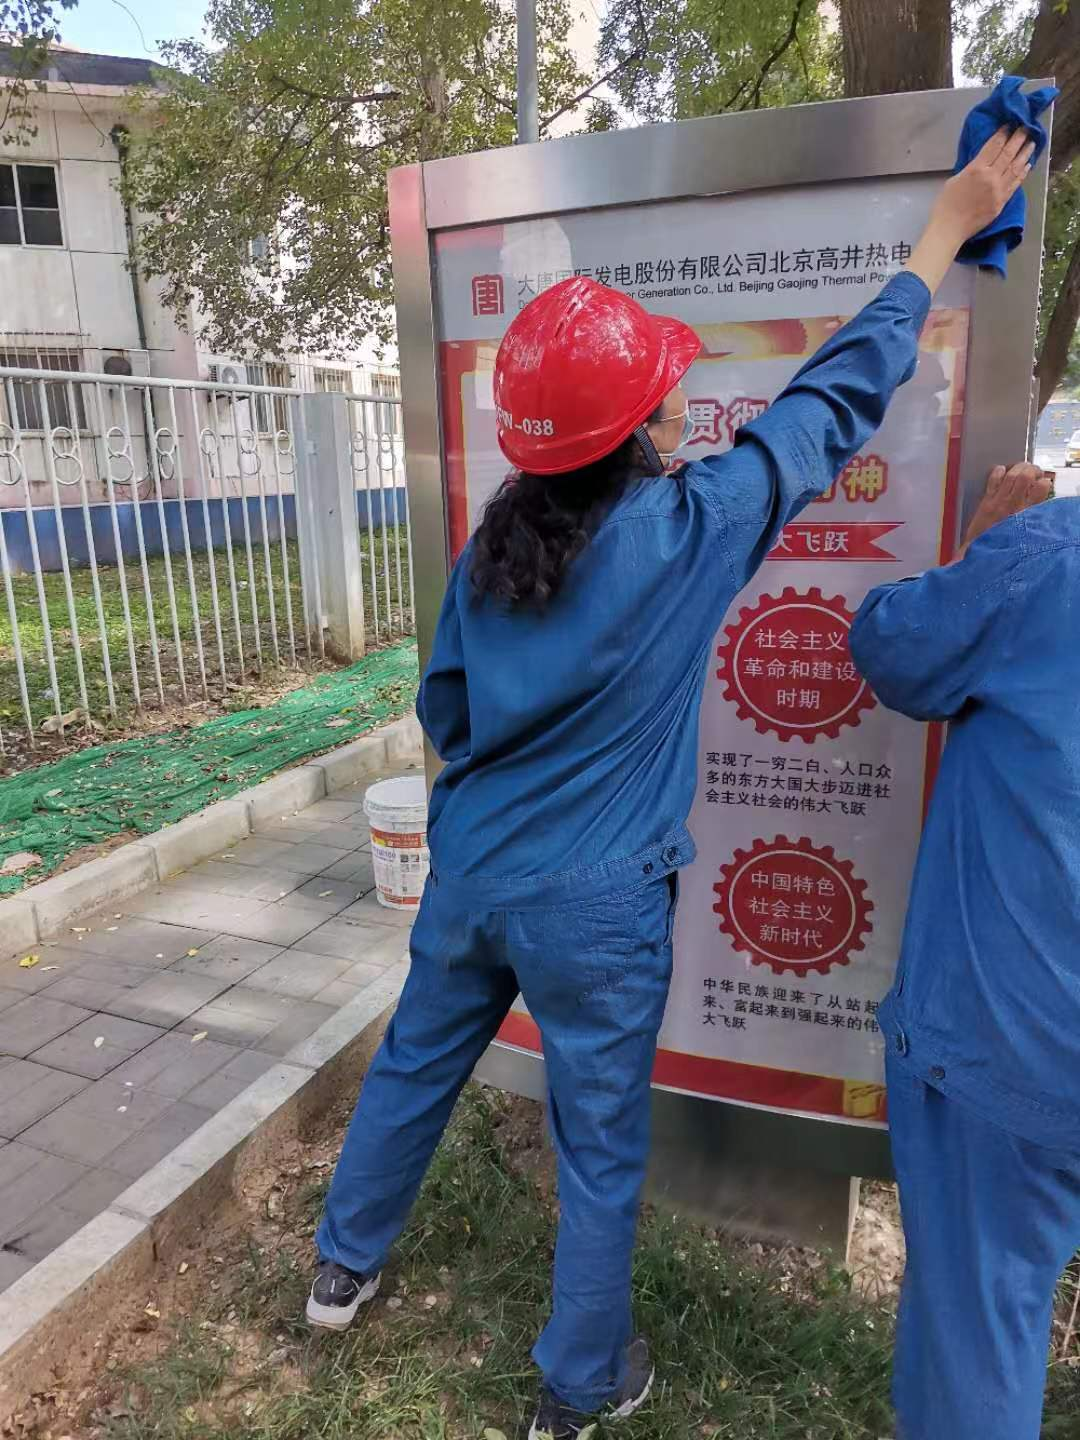 唐
大唐国际发电股份有限公司北京高井热电
Generation Co., Ltd. Beijing Gaojing Thermal Pow
-038
贯彻
神
大飞跃
社会主义
革命和建设
时期
实现了一穷二白、人口众
多的东方大国大步迈进社
会主义社会的伟大飞跃
中国特色
社会主义
新时代
中华民族迎来了从站起
来、富起来到强起来的伟
大飞跃